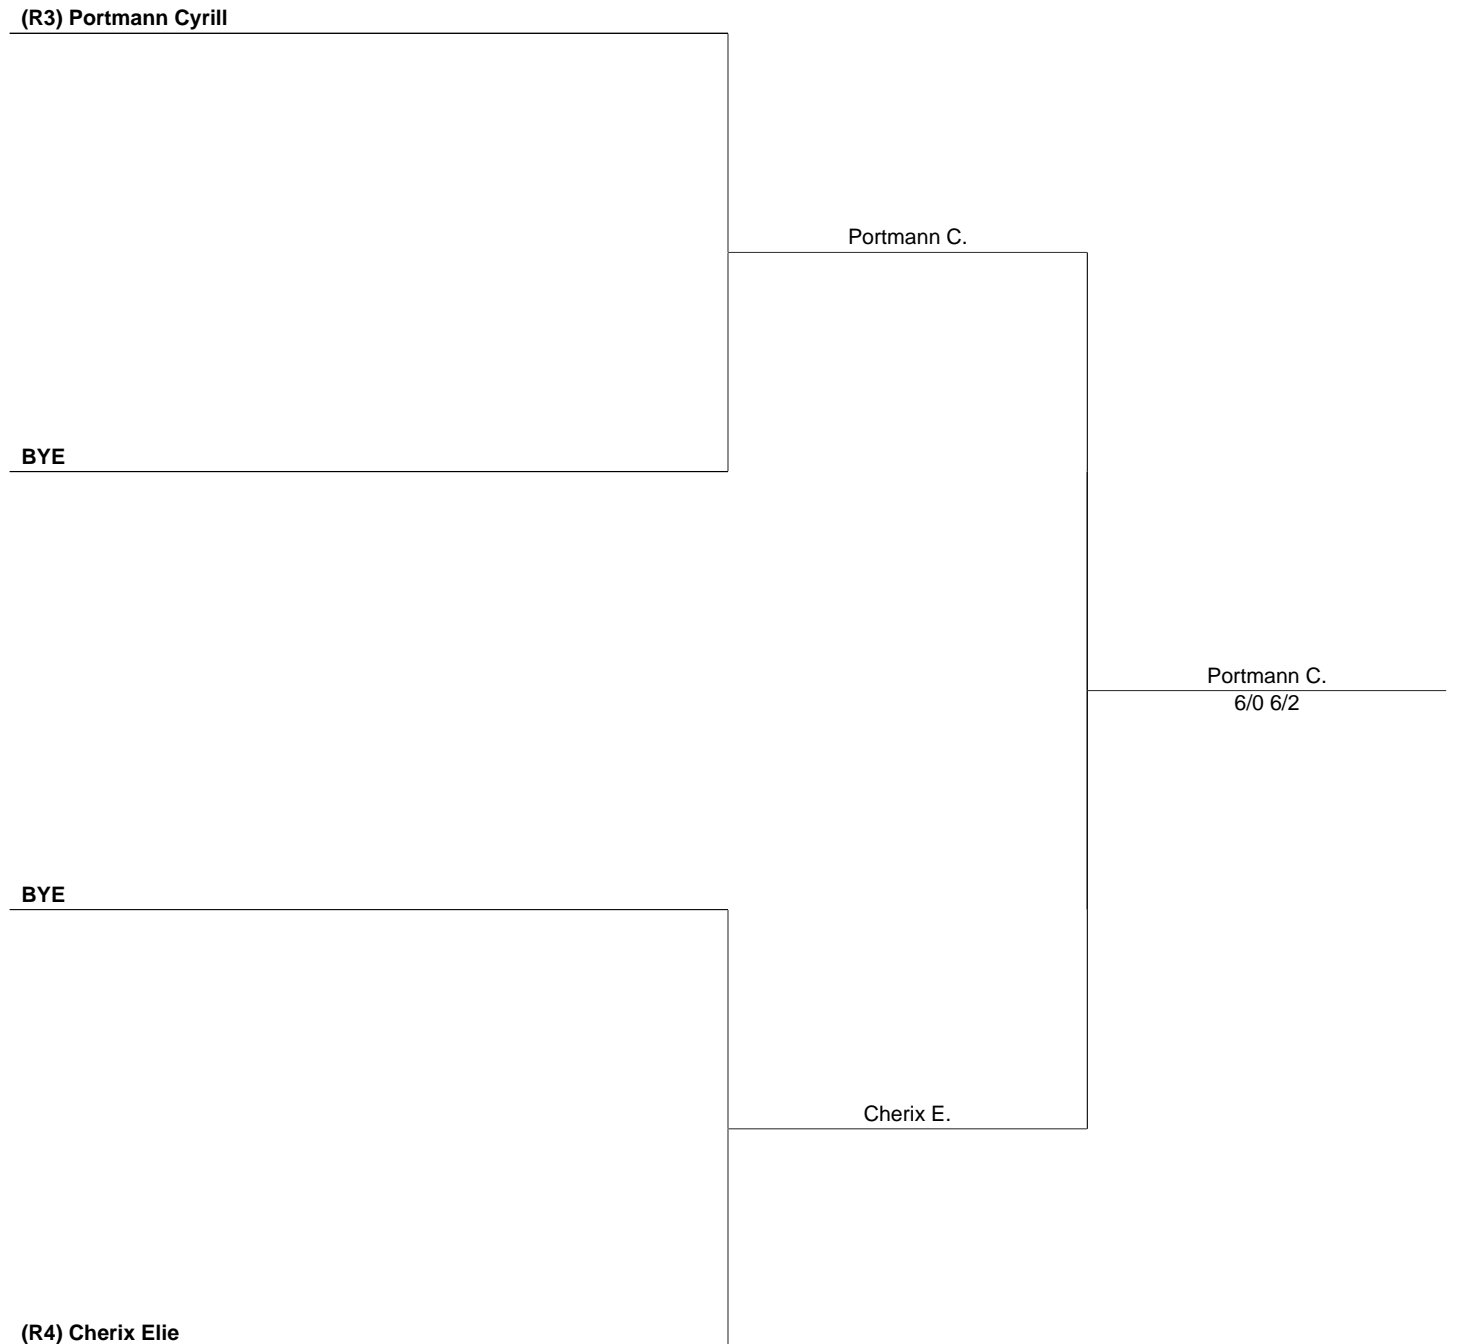 (R3) Portmann Cyrill
Portmann C.
BYE
Portmann C.
6/0 6/2
BYE
Cherix E.
(R4) Cherix Elie